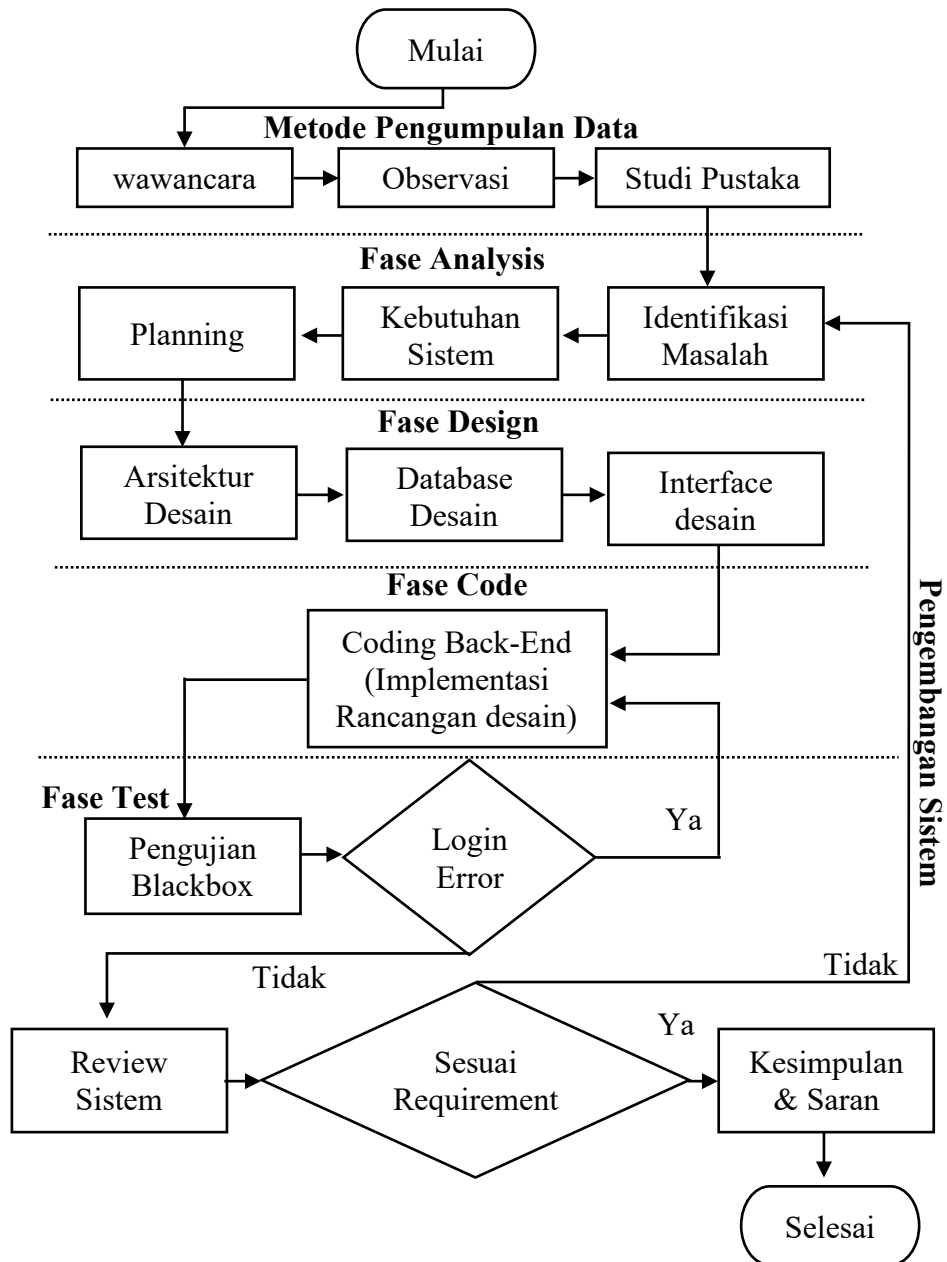 Mulai
Metode Pengumpulan Data
wawancara
Observasi
Studi Pustaka
Fase Analysis
Planning
Kebutuhan
Sistem
Identifikasi
Masalah
Fase Design
Arsitektur
Desain
Database
Desain
Interface
desain
Fase Code
Coding Back-End
(Implementasi
Rancangan desain)
Pengembangan Sistem
Fase Test
Pengujian
Blackbox
Login
Error
Ya
Tidak
Tidak
Review
Sistem
Sesuai
Requirement
Ya
Kesimpulan
& Saran
Selesai